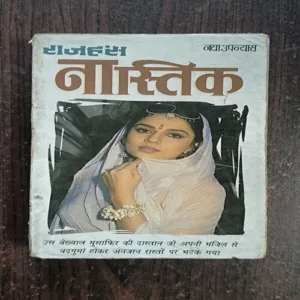 राजहंस
नया उपन्यास
नास्तिक
उस बेख्याल मुसाफिर की दास्तान जो अपनी मंजिल से
बदगुमां होकर अनजान रास्तों पर भटक गया